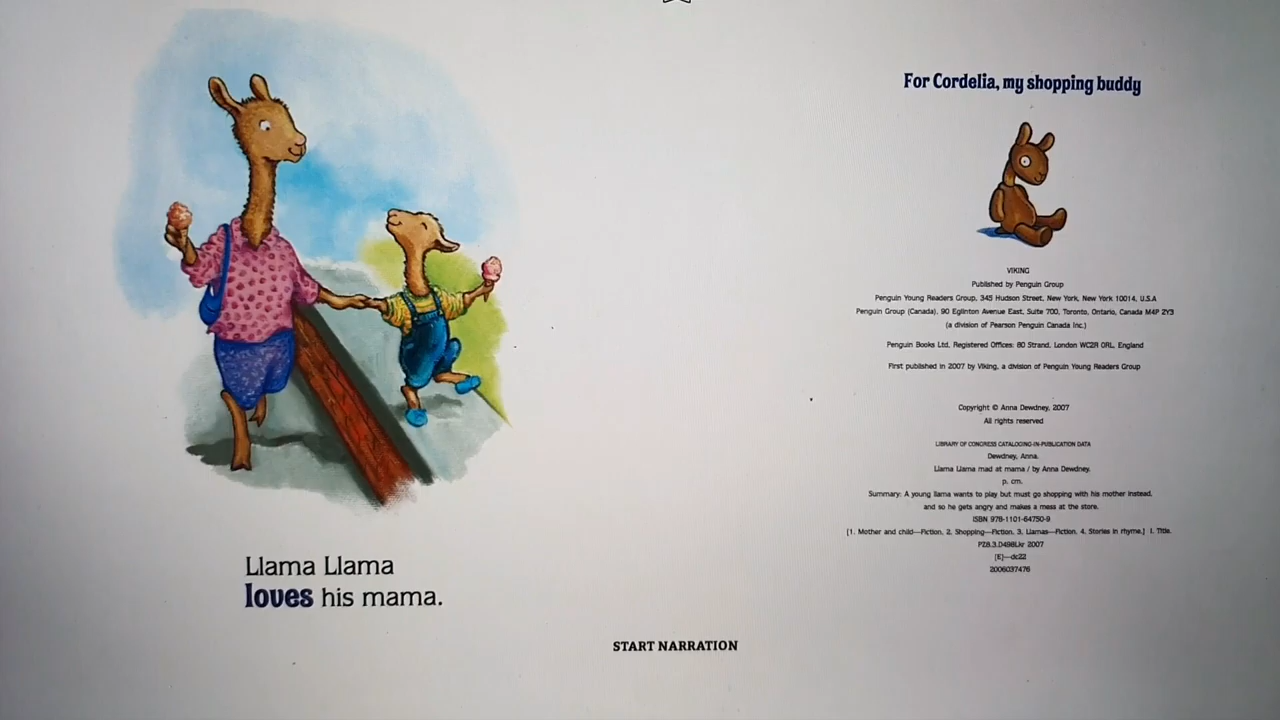 Llama Llama
loves his mama.
For Cordelia, my shopping buddy
VIKING
Published by Penguin Group
Penguin Young Readers Group, 345 Hudson Street, New York, New York 10014, U.S.A
Penguin Group (Canada), 90 Eglinton Avenue East, Suite 700, Toronto, Ontario, Canada M4P 2Y3
(a division of Pearson Penguin Canada Inc.)
Penguin Books Ltd, Registered Offices: 80 Strand, London WC2R 0RL, England
First published in 2007 by Viking, a division of Penguin Young Readers Group
Copyright © Anna Dewdney, 2007
All rights reserved
LIBRARY OF CONGRESS CATALOGING-IN-PUBLICATION DATA
Dewdney, Anna.
Llama Llama mad at mama / by Anna Dewdney.
p. cm.
Summary: A young llama wants to play but must go shopping with his mother instead,
and so he gets angry and makes a mess at the store.
ISBN 978-1-101-64750-9
[1. Mother and child—Fiction. 2. Shopping—Fiction. 3. Llamas—Fiction. 4. Stories in rhyme.] I. Title.
PZ8.3.D498Lkr 2007
[E]—dc22
2006037476
START NARRATION